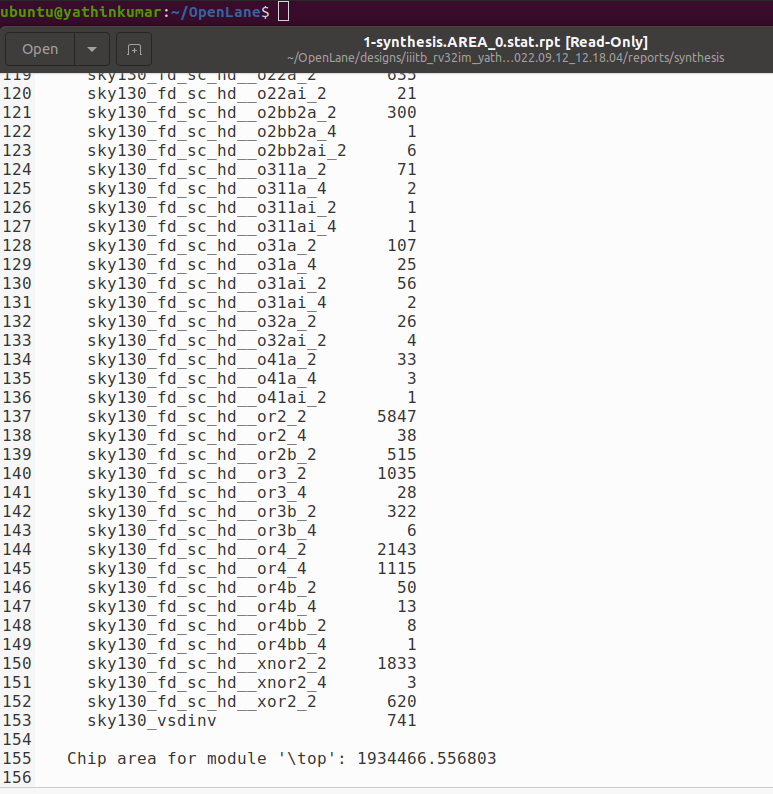 ubuntu@yathinkumar:~/OpenLane$
Open
1-synthesis.AREA_0.stat.rpt [Read-Only]
~/OpenLane/designs/iiitb_rv32im_yath...022.09.12_12.18.04/reports/synthesis
119 sky130_fd_sc_hd__o22a_2 635
120 sky130_fd_sc_hd__o22ai_2 21
121 sky130_fd_sc_hd__o2bb2a_2 300
122 sky130_fd_sc_hd__o2bb2a_4 1
123 sky130_fd_sc_hd__o2bb2ai_2 6
124 sky130_fd_sc_hd__o311a_2 71
125 sky130_fd_sc_hd__o311a_4 2
126 sky130_fd_sc_hd__o311ai_2 1
127 sky130_fd_sc_hd__o311ai_4 1
128 sky130_fd_sc_hd__o31a_2 107
129 sky130_fd_sc_hd__o31a_4 25
130 sky130_fd_sc_hd__o31ai_2 56
131 sky130_fd_sc_hd__o31ai_4 2
132 sky130_fd_sc_hd__o32a_2 26
133 sky130_fd_sc_hd__o32ai_2 4
134 sky130_fd_sc_hd__o41a_2 33
135 sky130_fd_sc_hd__o41a_4 3
136 sky130_fd_sc_hd__o41ai_2 1
137 sky130_fd_sc_hd__or2_2 5847
138 sky130_fd_sc_hd__or2_4 38
139 sky130_fd_sc_hd__or2b_2 515
140 sky130_fd_sc_hd__or3_2 1035
141 sky130_fd_sc_hd__or3_4 28
142 sky130_fd_sc_hd__or3b_2 322
143 sky130_fd_sc_hd__or3b_4 6
144 sky130_fd_sc_hd__or4_2 2143
145 sky130_fd_sc_hd__or4_4 1115
146 sky130_fd_sc_hd__or4b_2 50
147 sky130_fd_sc_hd__or4b_4 13
148 sky130_fd_sc_hd__or4bb_2 8
149 sky130_fd_sc_hd__or4bb_4 1
150 sky130_fd_sc_hd__xnor2_2 1833
151 sky130_fd_sc_hd__xnor2_4 3
152 sky130_fd_sc_hd__xor2_2 620
153 sky130_vsdinv 741
154
155 Chip area for module '\top': 1934466.556803
156